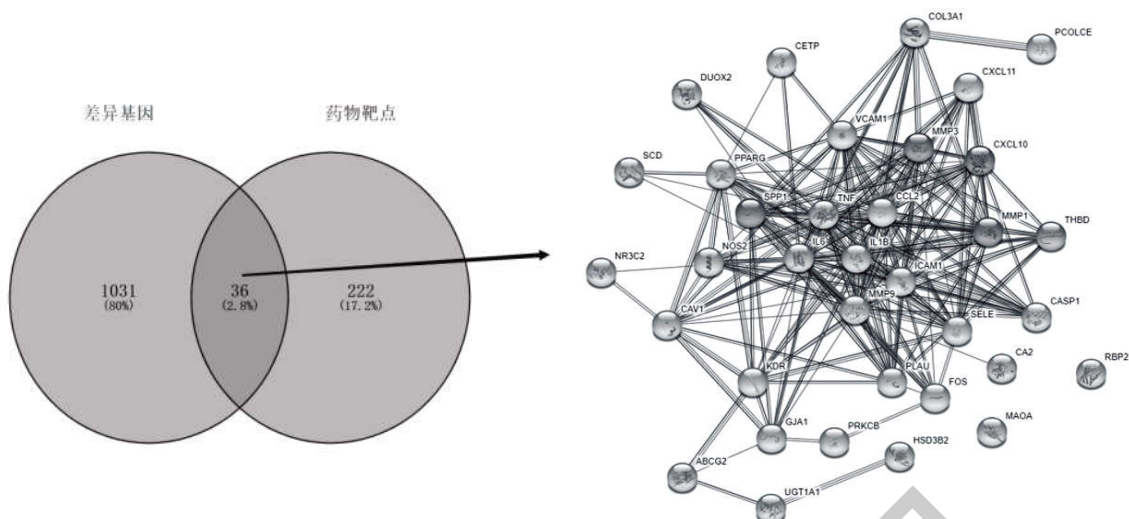 差异基因
药物靶点
1031
(80%)
36
(2.8%)
222
(17.2%)
COL3A1
PCOLCE
CETP
CXCL11
DUOX2
VCAM1
MMP3
CXCL10
SCD
PPARG
SPP1
TNF
CCL2
MMP1
THBD
NOS2
IL6
IL1B
NR3C2
ICAM1
MMP9
CASP1
CAV1
SELE
CA2
RBP2
KDR
PLAU
FOS
GJA1
PRKCB
MAOA
HSD3B2
ABCG2
UGT1A1